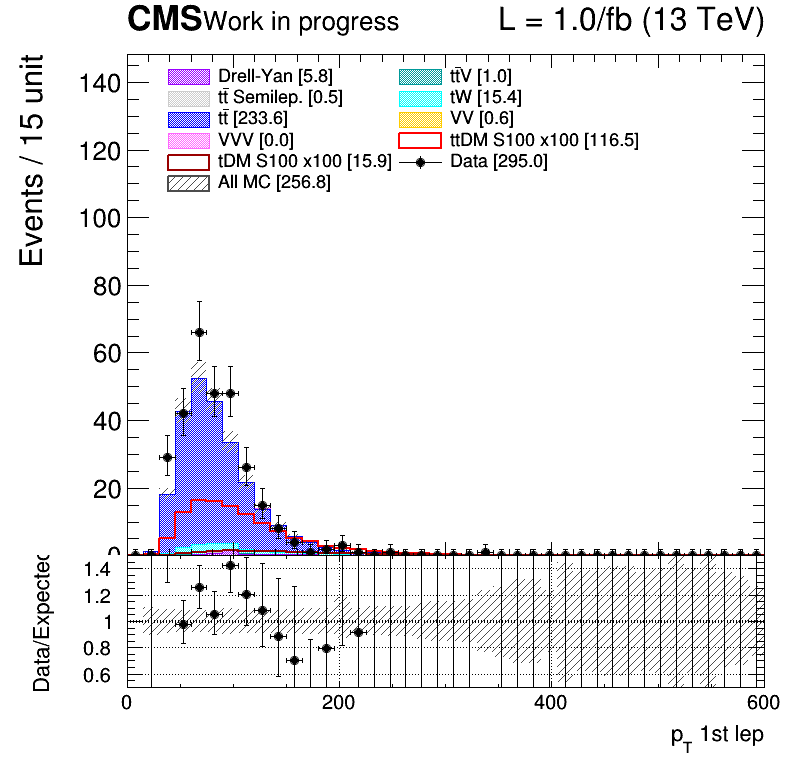 CMS Work in progress L = 1.0/fb (13 TeV)
Events / 15 unit
140
120
100
80
60
40
20
0
Drell-Yan [5.8] tt̄V [1.0]
tt̄ Semilep. [0.5] tW [15.4]
tt̄ [233.6] VV [0.6]
VVV [0.0] ttDM S100 x100 [116.5]
tDM S100 x100 [15.9] Data [295.0]
All MC [256.8]
Data/Expected
1.4
1.2
1
0.8
0.6
0 200 400 600
p_T 1st lep